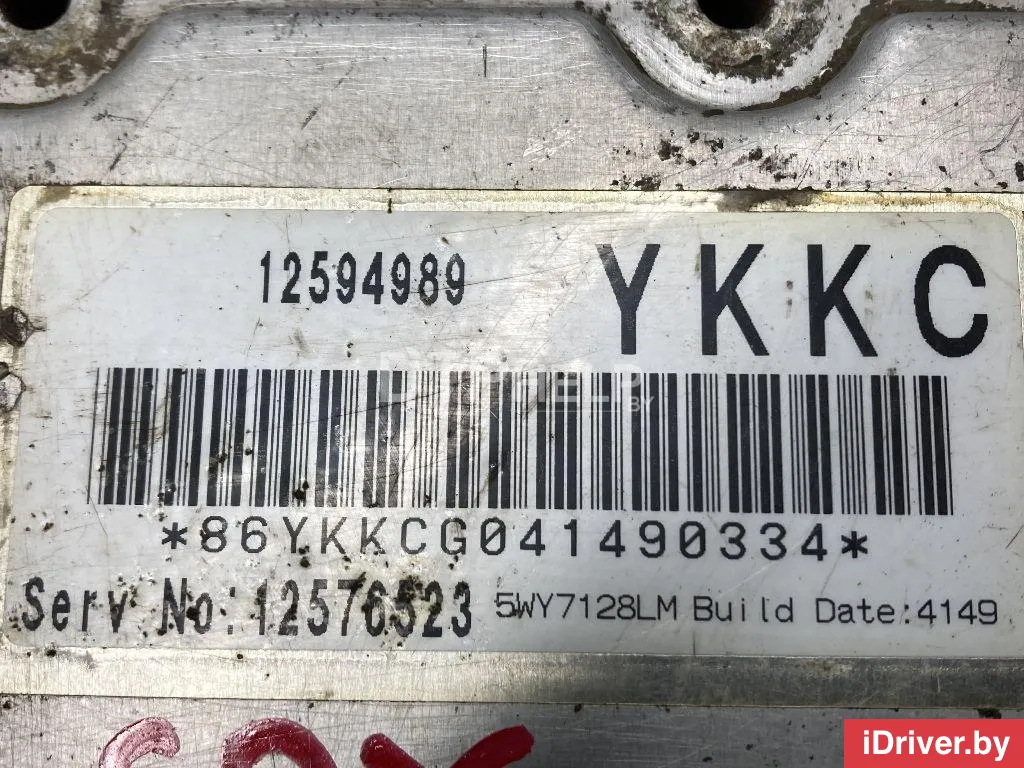 12594989 YKKC
*86YKKCG041490334*
Serv No:12576523 5WY7128LM Build Date:4149
iDriver.by